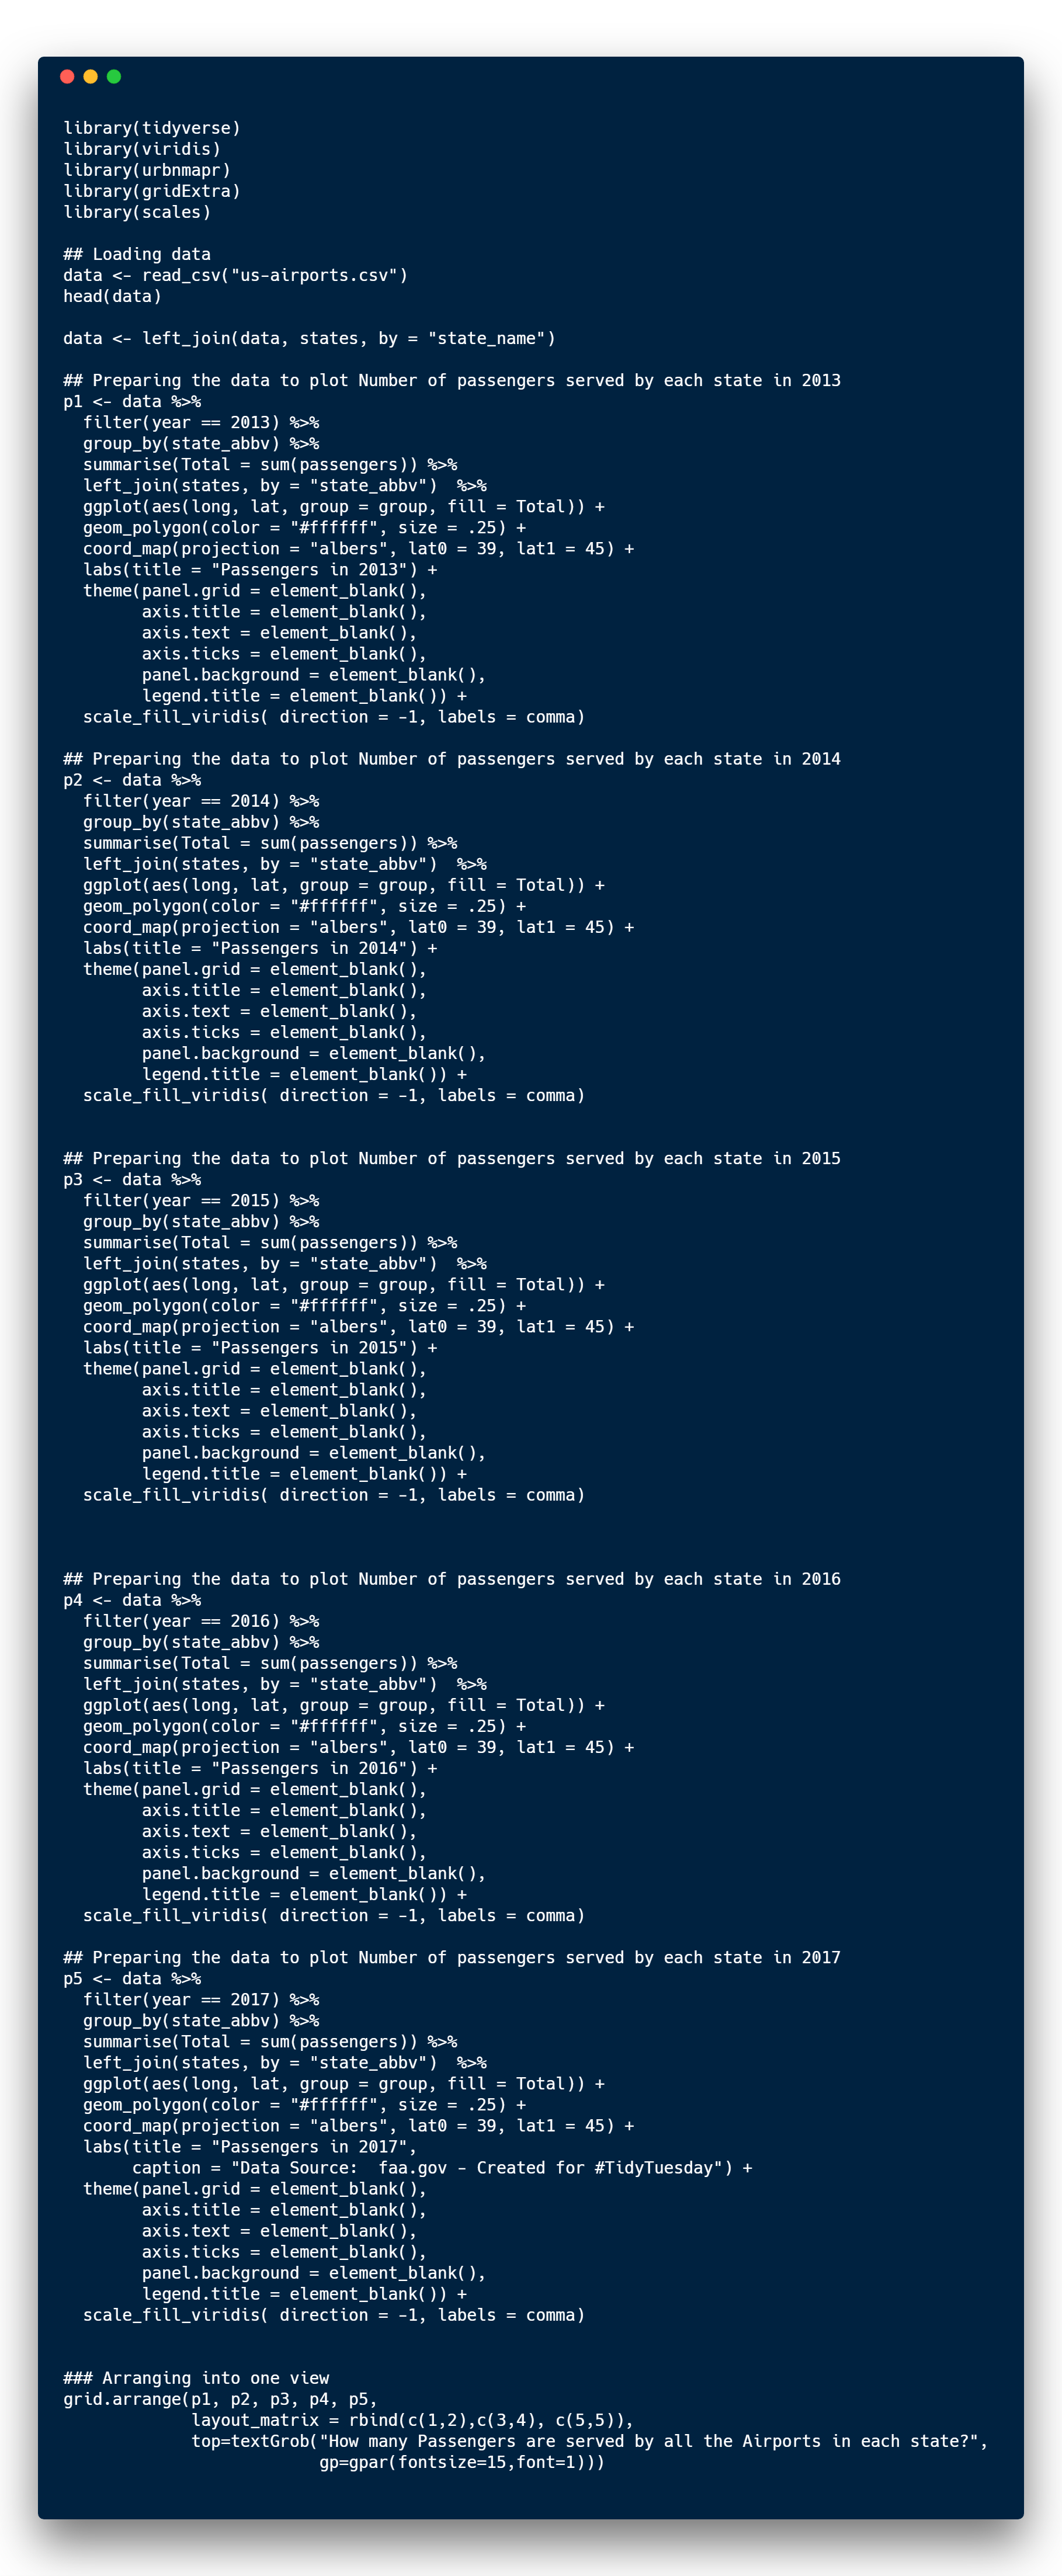 library(tidyverse)
library(viridis)
library(urbnmapr)
library(gridExtra)
library(scales)

## Loading data
data <- read_csv("us-airports.csv")
head(data)

data <- left_join(data, states, by = "state_name")

## Preparing the data to plot Number of passengers served by each state in 2013
p1 <- data %>%
  filter(year == 2013) %>%
  group_by(state_abbv) %>%
  summarise(Total = sum(passengers)) %>%
  left_join(states, by = "state_abbv")  %>%
  ggplot(aes(long, lat, group = group, fill = Total)) +
  geom_polygon(color = "#ffffff", size = .25) +
  coord_map(projection = "albers", lat0 = 39, lat1 = 45) +
  labs(title = "Passengers in 2013") +
  theme(panel.grid = element_blank(),
        axis.title = element_blank(),
        axis.text = element_blank(),
        axis.ticks = element_blank(),
        panel.background = element_blank(),
        legend.title = element_blank()) +
  scale_fill_viridis( direction = -1, labels = comma)

## Preparing the data to plot Number of passengers served by each state in 2014
p2 <- data %>%
  filter(year == 2014) %>%
  group_by(state_abbv) %>%
  summarise(Total = sum(passengers)) %>%
  left_join(states, by = "state_abbv")  %>%
  ggplot(aes(long, lat, group = group, fill = Total)) +
  geom_polygon(color = "#ffffff", size = .25) +
  coord_map(projection = "albers", lat0 = 39, lat1 = 45) +
  labs(title = "Passengers in 2014") +
  theme(panel.grid = element_blank(),
        axis.title = element_blank(),
        axis.text = element_blank(),
        axis.ticks = element_blank(),
        panel.background = element_blank(),
        legend.title = element_blank()) +
  scale_fill_viridis( direction = -1, labels = comma)


## Preparing the data to plot Number of passengers served by each state in 2015
p3 <- data %>%
  filter(year == 2015) %>%
  group_by(state_abbv) %>%
  summarise(Total = sum(passengers)) %>%
  left_join(states, by = "state_abbv")  %>%
  ggplot(aes(long, lat, group = group, fill = Total)) +
  geom_polygon(color = "#ffffff", size = .25) +
  coord_map(projection = "albers", lat0 = 39, lat1 = 45) +
  labs(title = "Passengers in 2015") +
  theme(panel.grid = element_blank(),
        axis.title = element_blank(),
        axis.text = element_blank(),
        axis.ticks = element_blank(),
        panel.background = element_blank(),
        legend.title = element_blank()) +
  scale_fill_viridis( direction = -1, labels = comma)



## Preparing the data to plot Number of passengers served by each state in 2016
p4 <- data %>%
  filter(year == 2016) %>%
  group_by(state_abbv) %>%
  summarise(Total = sum(passengers)) %>%
  left_join(states, by = "state_abbv")  %>%
  ggplot(aes(long, lat, group = group, fill = Total)) +
  geom_polygon(color = "#ffffff", size = .25) +
  coord_map(projection = "albers", lat0 = 39, lat1 = 45) +
  labs(title = "Passengers in 2016") +
  theme(panel.grid = element_blank(),
        axis.title = element_blank(),
        axis.text = element_blank(),
        axis.ticks = element_blank(),
        panel.background = element_blank(),
        legend.title = element_blank()) +
  scale_fill_viridis( direction = -1, labels = comma)

## Preparing the data to plot Number of passengers served by each state in 2017
p5 <- data %>%
  filter(year == 2017) %>%
  group_by(state_abbv) %>%
  summarise(Total = sum(passengers)) %>%
  left_join(states, by = "state_abbv")  %>%
  ggplot(aes(long, lat, group = group, fill = Total)) +
  geom_polygon(color = "#ffffff", size = .25) +
  coord_map(projection = "albers", lat0 = 39, lat1 = 45) +
  labs(title = "Passengers in 2017",
       caption = "Data Source:  faa.gov - Created for #TidyTuesday") +
  theme(panel.grid = element_blank(),
        axis.title = element_blank(),
        axis.text = element_blank(),
        axis.ticks = element_blank(),
        panel.background = element_blank(),
        legend.title = element_blank()) +
  scale_fill_viridis( direction = -1, labels = comma)


### Arranging into one view
grid.arrange(p1, p2, p3, p4, p5,
             layout_matrix = rbind(c(1,2),c(3,4), c(5,5)),
             top=textGrob("How many Passengers are served by all the Airports in each state?",
                          gp=gpar(fontsize=15,font=1)))